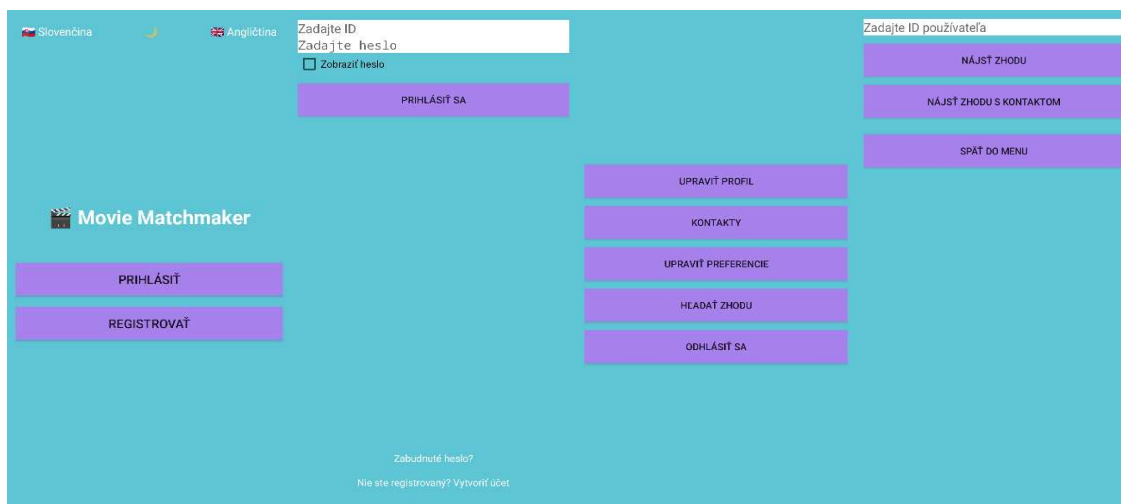 🇸🇰 Slovenčina 🌙 🇬🇧 Angličtina
🎬 Movie Matchmaker
PRIHLÁSIŤ
REGISTROVAŤ
Zadajte ID
Zadajte heslo
Zobraziť heslo
PRIHLÁSIŤ SA
Zabudnuté heslo?
Nie ste registrovaný? Vytvoriť účet
UPRAVIŤ PROFIL
KONTAKTY
UPRAVIŤ PREFERENCIE
HĽADAŤ ZHODU
ODHLÁSIŤ SA
Zadajte ID používateľa
NÁJSŤ ZHODU
NÁJSŤ ZHODU S KONTAKTOM
SPÄŤ DO MENU